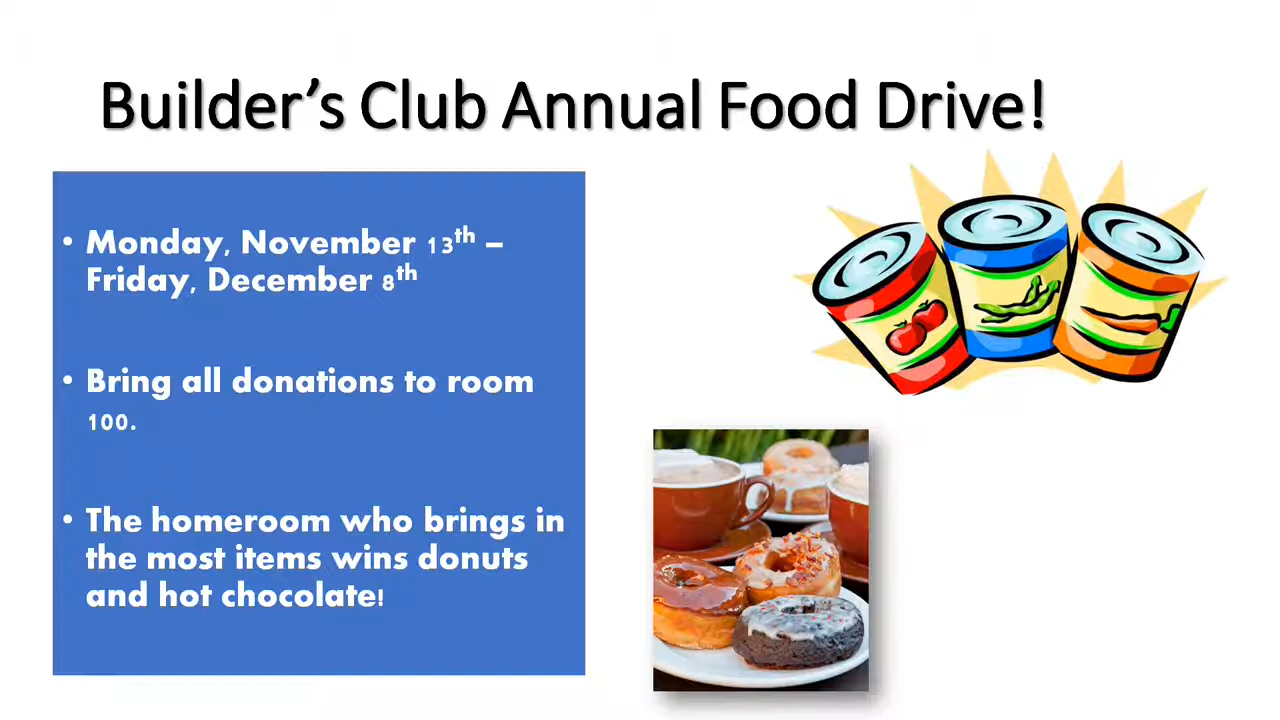 Builder’s Club Annual Food Drive!
• Monday, November 13th –
Friday, December 8th
• Bring all donations to room
100.
• The homeroom who brings in
the most items wins donuts
and hot chocolate!